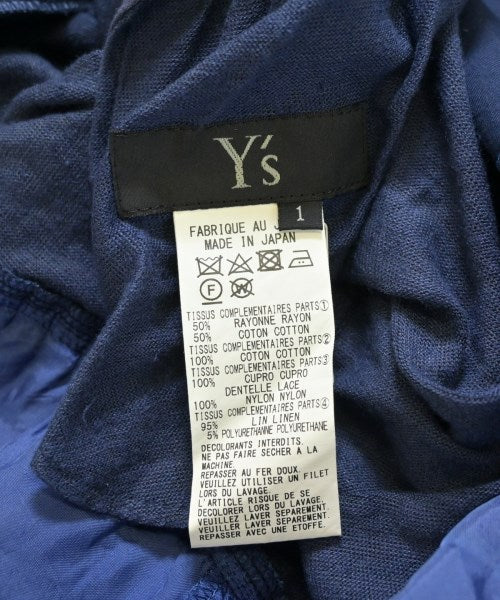 Y's
1
FABRIQUE AU
MADE IN JAPAN
F W
TISSUS COMPLEMENTAIRES PARTS①
50% RAYONNE RAYON
50% COTON COTTON
TISSUS COMPLEMENTAIRES PARTS②
100% COTON COTTON
TISSUS COMPLEMENTAIRES PARTS③
100% CUPRO CUPRO
DENTELLE LACE
100% NYLON NYLON
TISSUS COMPLEMENTAIRES PARTS④
95% LIN LINEN
5% POLYURETHANNE POLYURETHANE
DECOLORANTS INTERDITS.
NE PAS FAIRE SECHER A LA
MACHINE.
REPASSER AU FER DOUX.
VEUILLEZ UTILISER UN FILET
LORS DU LAVAGE.
L'ARTICLE RISQUE DE SE
DECOLORER LORS DU LAVAGE.
VEUILLEZ LAVER SEPAREMENT.
VEUILLEZ LAVER SEPAREMENT.
REPASSER AVEC UNE ETOFFE.